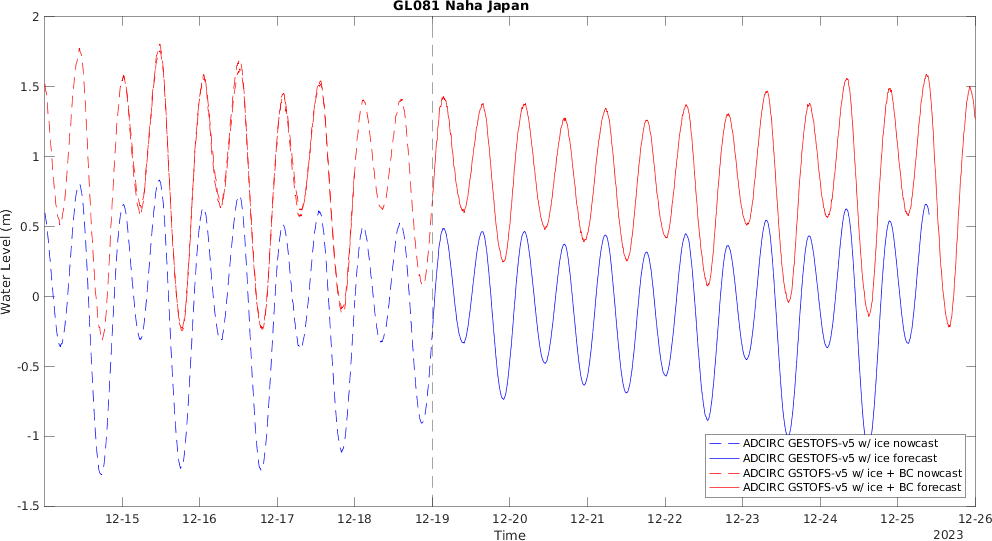 GL081 Naha Japan
2
1.5
1
0.5
0
-0.5
-1
-1.5
Water Level (m)
ADCIRC GESTOFS-v5 w/ ice nowcast
ADCIRC GESTOFS-v5 w/ ice forecast
ADCIRC GSTOFS-v5 w/ ice + BC nowcast
ADCIRC GSTOFS-v5 w/ ice + BC forecast
12-15 12-16 12-17 12-18 12-19 12-20 12-21 12-22 12-23 12-24 12-25 12-26
Time 2023